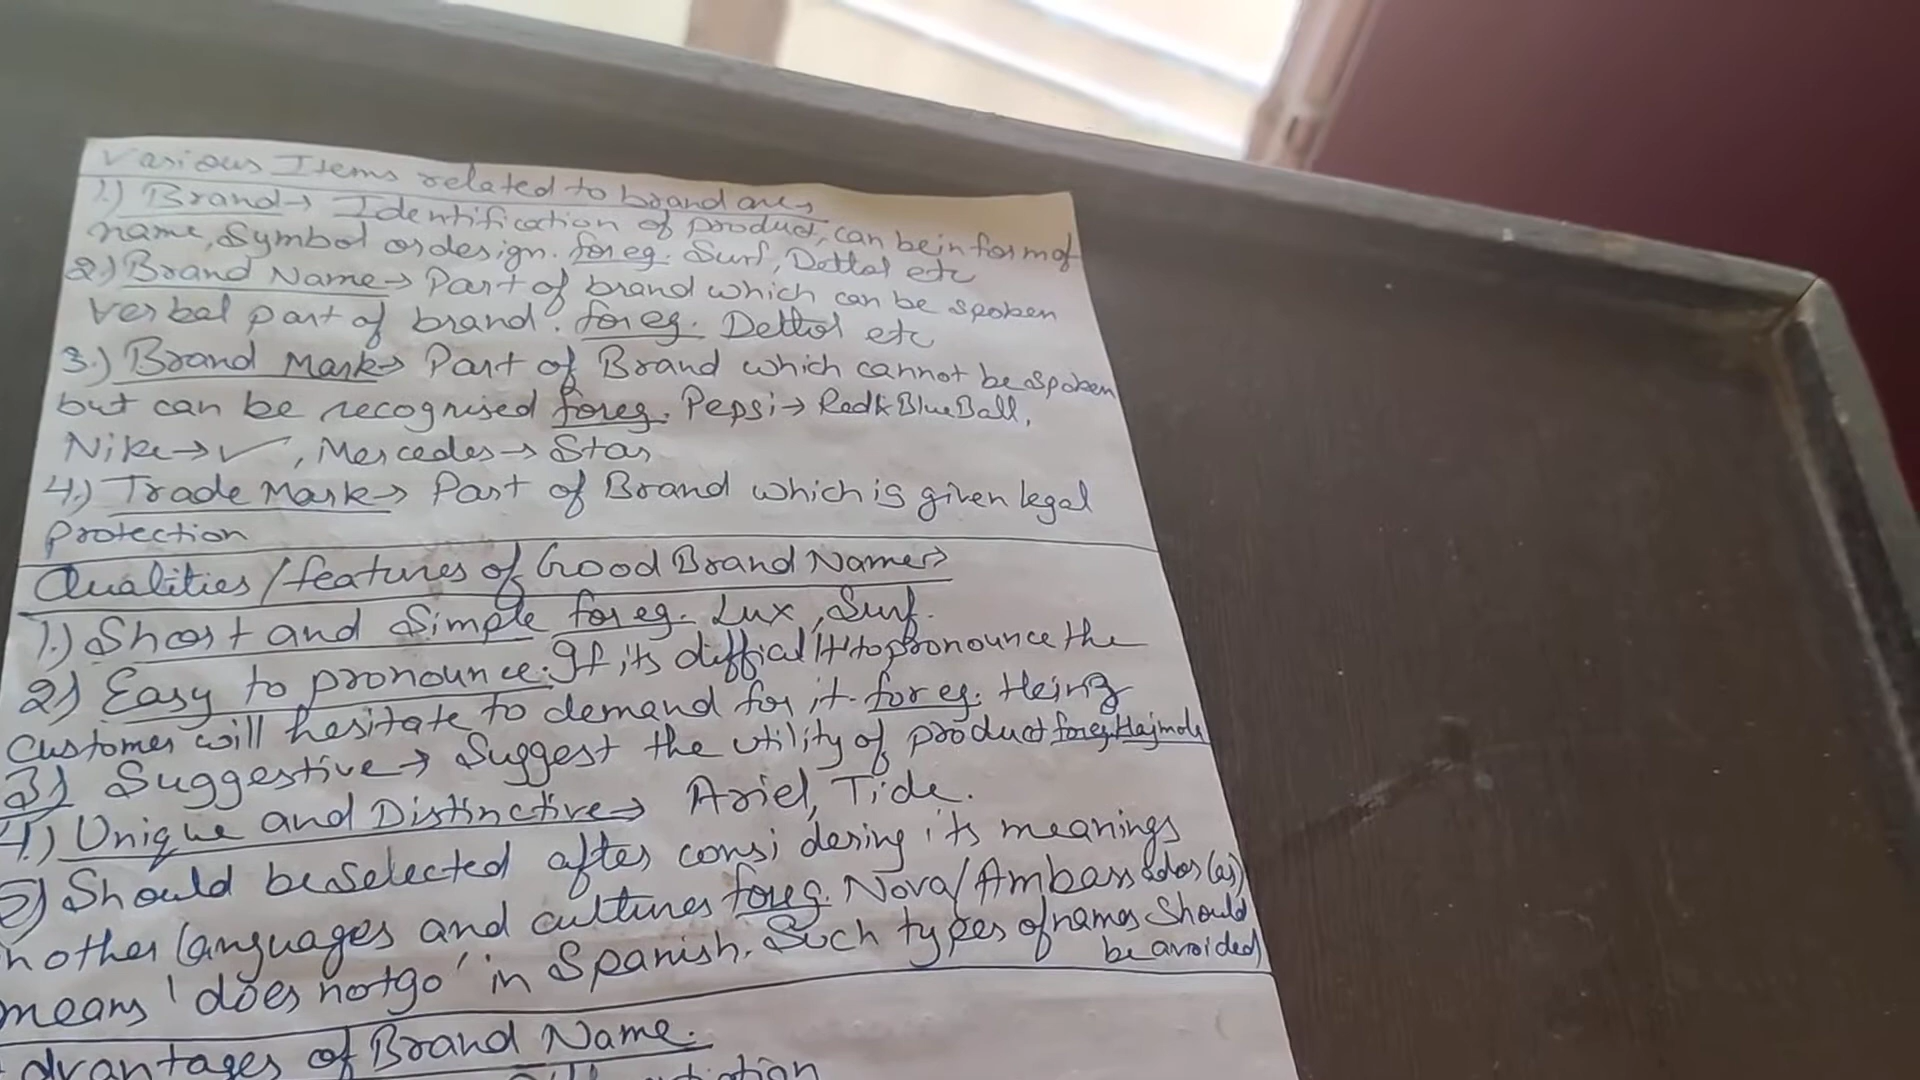 Various Items related to brand are→
1.) Brand → Identification of product, can be in form of
name, Symbol or design. for eg. Surf, Dettol etc
2.) Brand Name → Part of brand which can be spoken
Verbal part of brand. for eg. Dettol etc
3.) Brand Mark → Part of Brand which cannot be spoken
but can be recognised for eg. Pepsi → Red & Blue Ball,
Nike → ✓, Mercedes → Star
4.) Trade Mark → Part of Brand which is given legal
Protection
Qualities/features of Good Brand Name→
1.) Short and Simple for eg. Lux, Surf.
2) Easy to pronounce. If its difficult to pronounce the
Customer will hesitate to demand for it. for eg. Heinz
3) Suggestive → Suggest the utility of product for eg. Hajmola
4.) Unique and Distinctive → Ariel, Tide.
5) Should be Selected after considering its meanings
n other languages and cultures for eg. Nova/Ambassador (car)
means 'does not go' in Spanish. Such types of names Should
be avoided
dvantages of Brand Name.